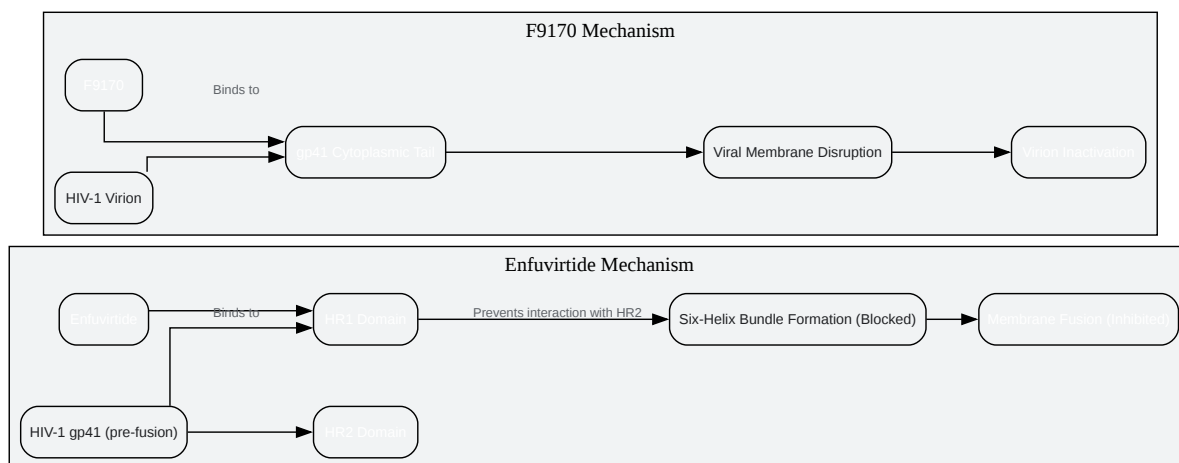 F9170 Mechanism
F9170
Binds to
gp41 Cytoplasmic Tail
Viral Membrane Disruption
Virion Inactivation
HIV-1 Virion
Enfuvirtide Mechanism
Enfuvirtide
Binds to
HR1 Domain
Prevents interaction with HR2
Six-Helix Bundle Formation (Blocked)
Membrane Fusion (Inhibited)
HIV-1 gp41 (pre-fusion)
HR2 Domain